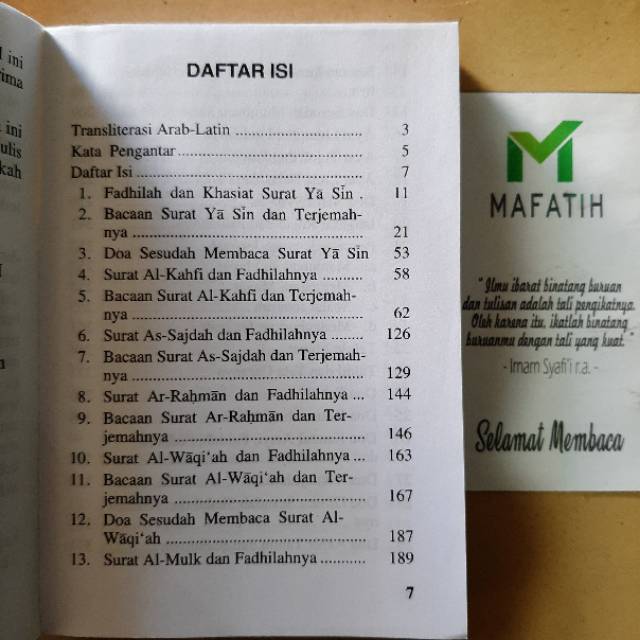 ini
rima
ini
ulis
kah
DAFTAR ISI
Transliterasi Arab-Latin ................................ 3
Kata Pengantar............................................... 5
Daftar Isi ......................................................... 7
1. Fadhilah dan Khasiat Surat Yā Sīn . 11
2. Bacaan Surat Yā Sīn dan Terjemah-
nya .......................................................... 21
3. Doa Sesudah Membaca Surat Yā Sīn 53
4. Surat Al-Kahfi dan Fadhilahnya .......... 58
5. Bacaan Surat Al-Kahfi dan Terjemah-
nya .......................................................... 62
6. Surat As-Sajdah dan Fadhilahnya ........ 126
7. Bacaan Surat As-Sajdah dan Terjemah-
nya .......................................................... 129
8. Surat Ar-Raḥmān dan Fadhilahnya ... 144
9. Bacaan Surat Ar-Raḥmān dan Ter-
jemahnya ................................................ 146
10. Surat Al-Wāqi‘ah dan Fadhilahnya ... 163
11. Bacaan Surat Al-Wāqi‘ah dan Ter-
jemahnya ................................................ 167
12. Doa Sesudah Membaca Surat Al-
Wāqi‘ah .................................................. 187
13. Surat Al-Mulk dan Fadhilahnya ........... 189
7
MAFATIH
"Ilmu ibarat binatang buruan
dan tulisan adalah tali pengikatnya.
Oleh karena itu, ikatlah binatang
buruanmu dengan tali yang kuat."
- Imam Syafi'i r.a. -
Selamat Membaca